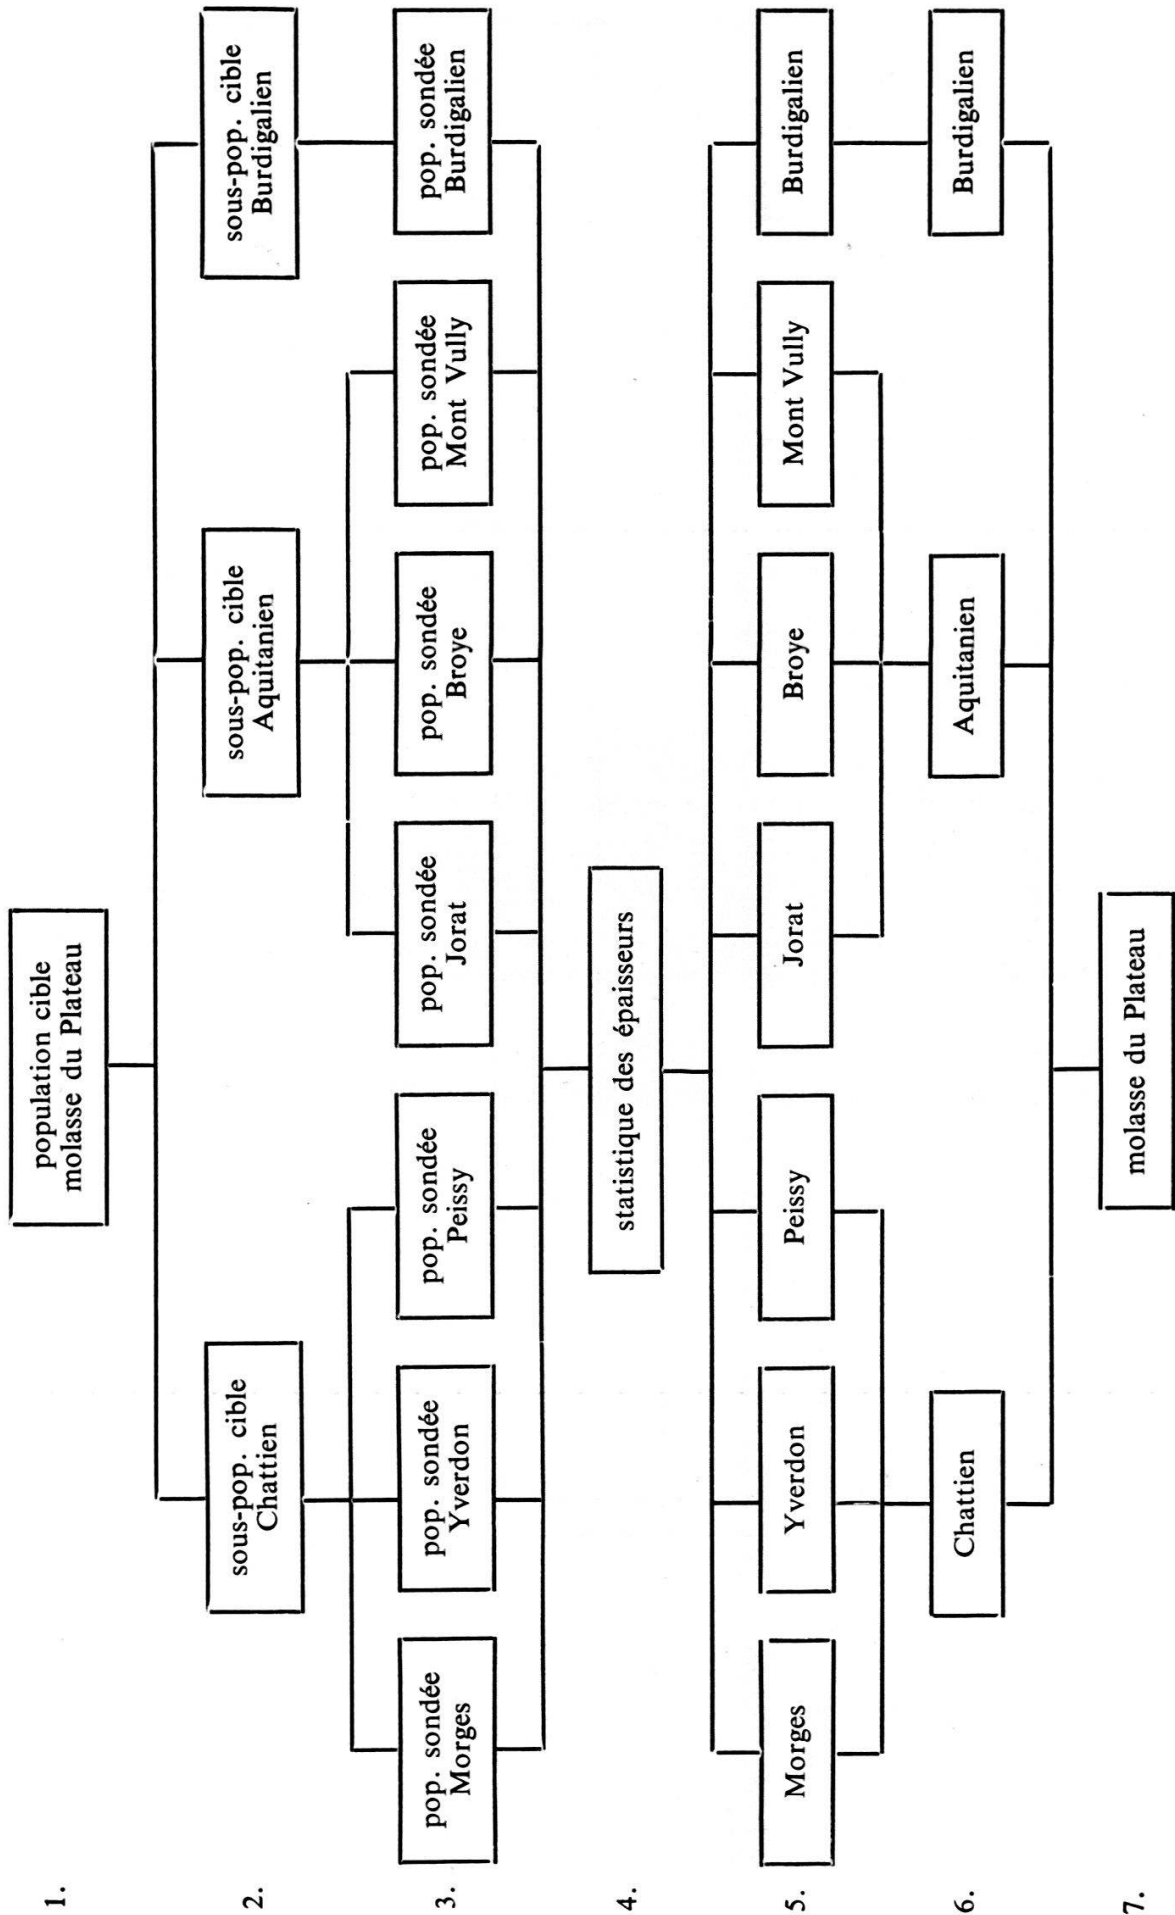 1.
population cible
molasse du Plateau
2.
sous-pop. cible
Chattien
sous-pop. cible
Aquitanien
sous-pop. cible
Burdigalien
3.
pop. sondée
Morges
pop. sondée
Yverdon
pop. sondée
Peissy
pop. sondée
Jorat
pop. sondée
Broye
pop. sondée
Mont Vully
pop. sondée
Burdigalien
4.
statistique des épaisseurs
5.
Morges
Yverdon
Peissy
Jorat
Broye
Mont Vully
Burdigalien
6.
Chattien
Aquitanien
Burdigalien
7.
molasse du Plateau